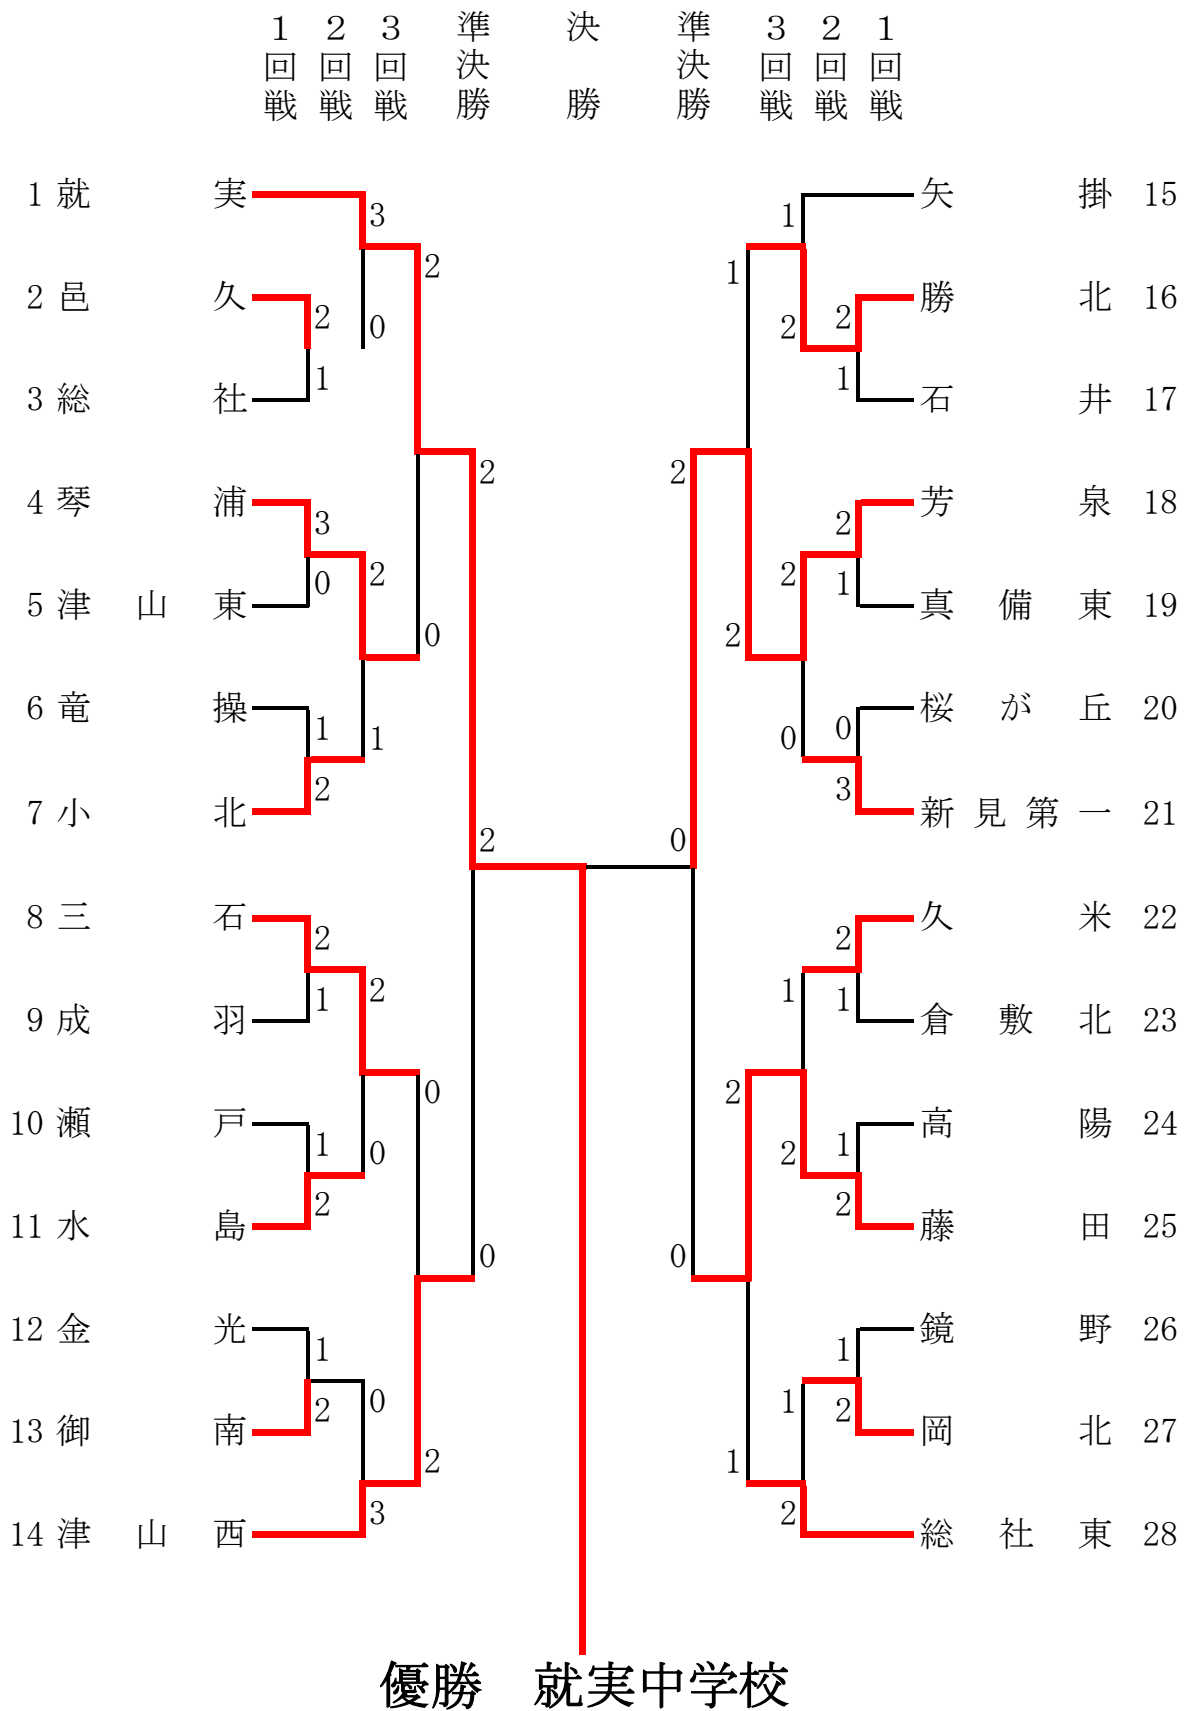 1回戦 2回戦 3回戦 準決勝 決勝 準決勝 3回戦 2回戦 1回戦
1 就実 3 1 矢掛 15
2 1
2 邑久 2 0 2 2 勝北 16
3 総社 1 1 石井 17
2 2
4 琴浦 3 2 芳泉 18
5 津山東 0 2 2 1 真備東 19
0 2
6 竜操 1 1 0 0 桜が丘 20
7 小北 2 3 新見第一 21
2 0
8 三石 2 2 久米 22
9 成羽 1 2 1 1 倉敷北 23
0 2
10 瀬戸 1 0 2 1 高陽 24
11 水島 2 2 藤田 25
0 0
12 金光 1 1 鏡野 26
13 御南 2 0 1 2 岡北 27
2 1
14 津山西 3 2 総社東 28
優勝 就実中学校